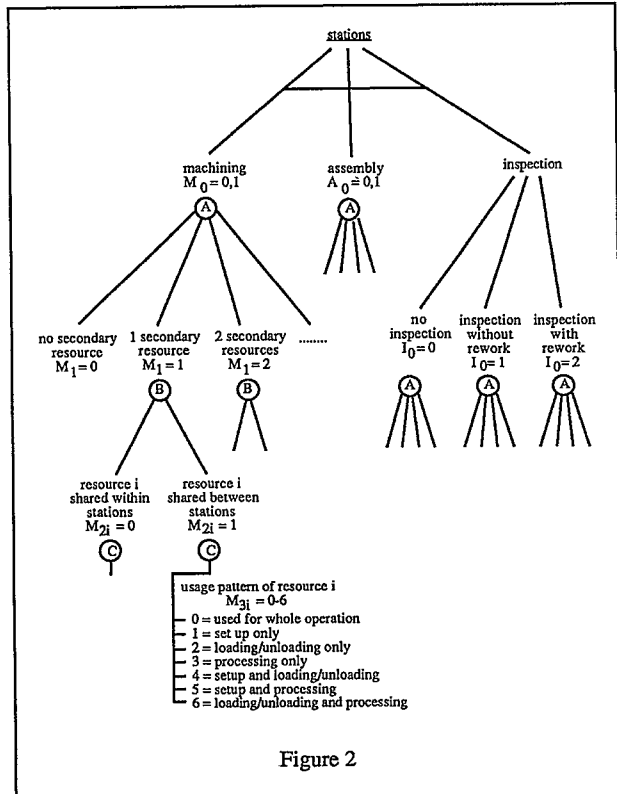 stations
machining
M0 = 0,1
A
assembly
A0 = 0,1
A
inspection
no secondary
resource
M1 = 0
1 secondary
resource
M1 = 1
B
2 secondary
resources
M1 = 2
B
........
no
inspection
I0 = 0
A
inspection
without
rework
I0 = 1
A
inspection
with
rework
I0 = 2
A
resource i
shared within
stations
M2i = 0
C
resource i
shared between
stations
M2i = 1
C
usage pattern of resource i
M3i = 0-6
0 = used for whole operation
1 = set up only
2 = loading/unloading only
3 = processing only
4 = setup and loading/unloading
5 = setup and processing
6 = loading/unloading and processing
Figure 2